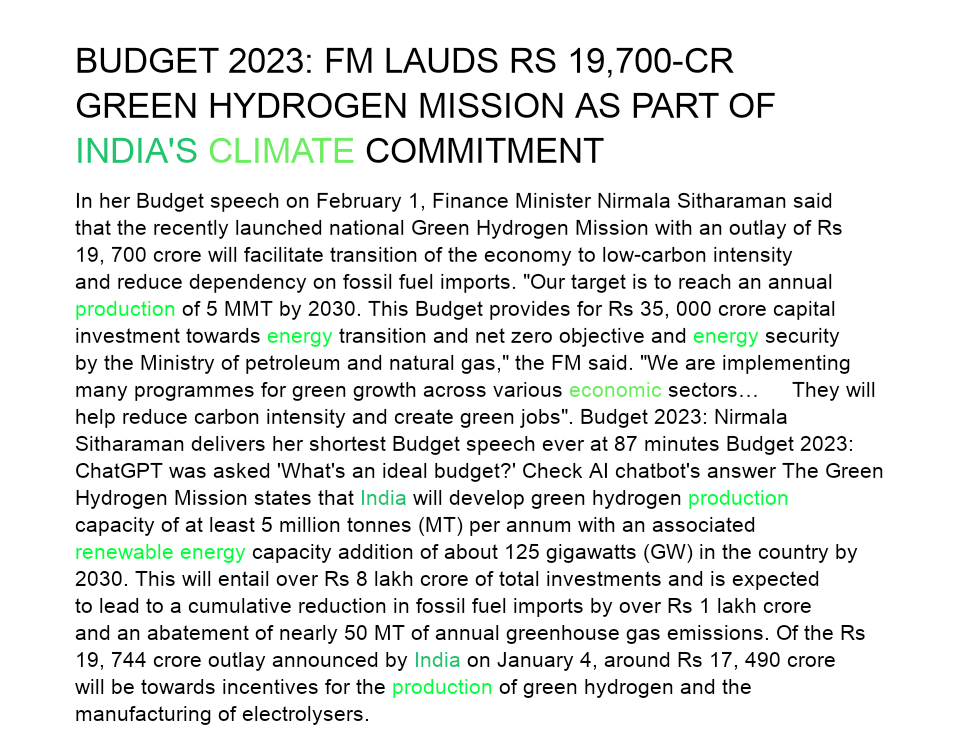 BUDGET 2023: FM LAUDS RS 19,700-CR
GREEN HYDROGEN MISSION AS PART OF
INDIA'S CLIMATE COMMITMENT
In her Budget speech on February 1, Finance Minister Nirmala Sitharaman said
that the recently launched national Green Hydrogen Mission with an outlay of Rs
19, 700 crore will facilitate transition of the economy to low-carbon intensity
and reduce dependency on fossil fuel imports. "Our target is to reach an annual
production of 5 MMT by 2030. This Budget provides for Rs 35, 000 crore capital
investment towards energy transition and net zero objective and energy security
by the Ministry of petroleum and natural gas," the FM said. "We are implementing
many programmes for green growth across various economic sectors… They will
help reduce carbon intensity and create green jobs". Budget 2023: Nirmala
Sitharaman delivers her shortest Budget speech ever at 87 minutes Budget 2023:
ChatGPT was asked 'What's an ideal budget?' Check AI chatbot's answer The Green
Hydrogen Mission states that India will develop green hydrogen production
capacity of at least 5 million tonnes (MT) per annum with an associated
renewable energy capacity addition of about 125 gigawatts (GW) in the country by
2030. This will entail over Rs 8 lakh crore of total investments and is expected
to lead to a cumulative reduction in fossil fuel imports by over Rs 1 lakh crore
and an abatement of nearly 50 MT of annual greenhouse gas emissions. Of the Rs
19, 744 crore outlay announced by India on January 4, around Rs 17, 490 crore
will be towards incentives for the production of green hydrogen and the
manufacturing of electrolysers.